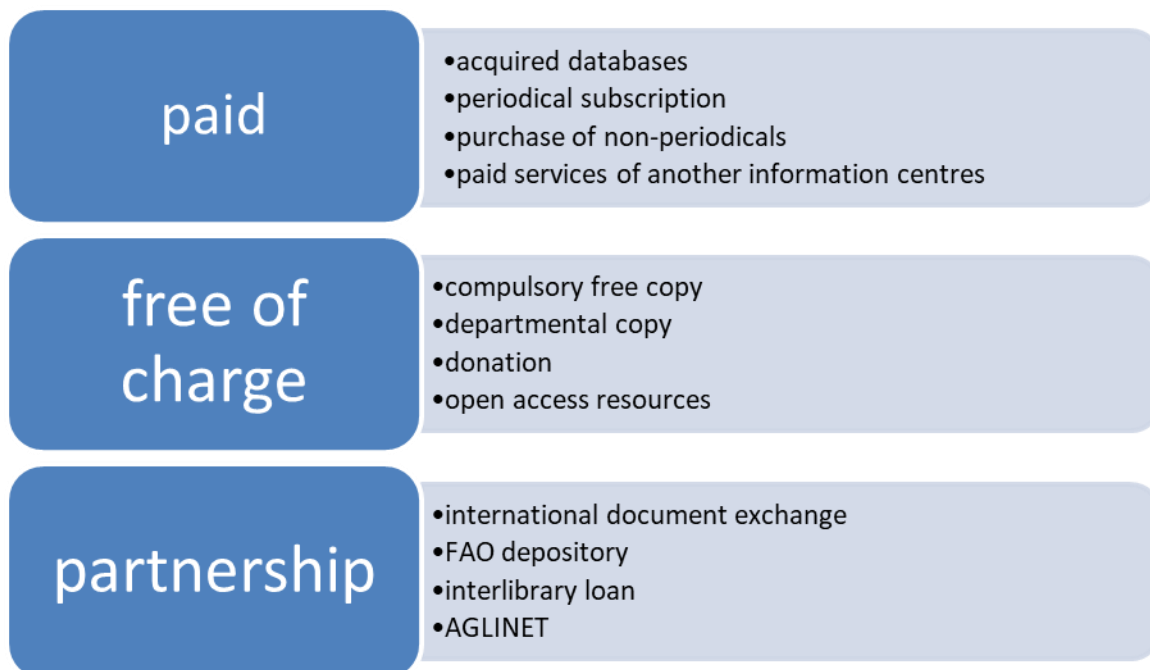 paid
•acquired databases
•periodical subscription
•purchase of non-periodicals
•paid services of another information centres
free of
charge
•compulsory free copy
•departmental copy
•donation
•open access resources
partnership
•international document exchange
•FAO depository
•interlibrary loan
•AGLINET